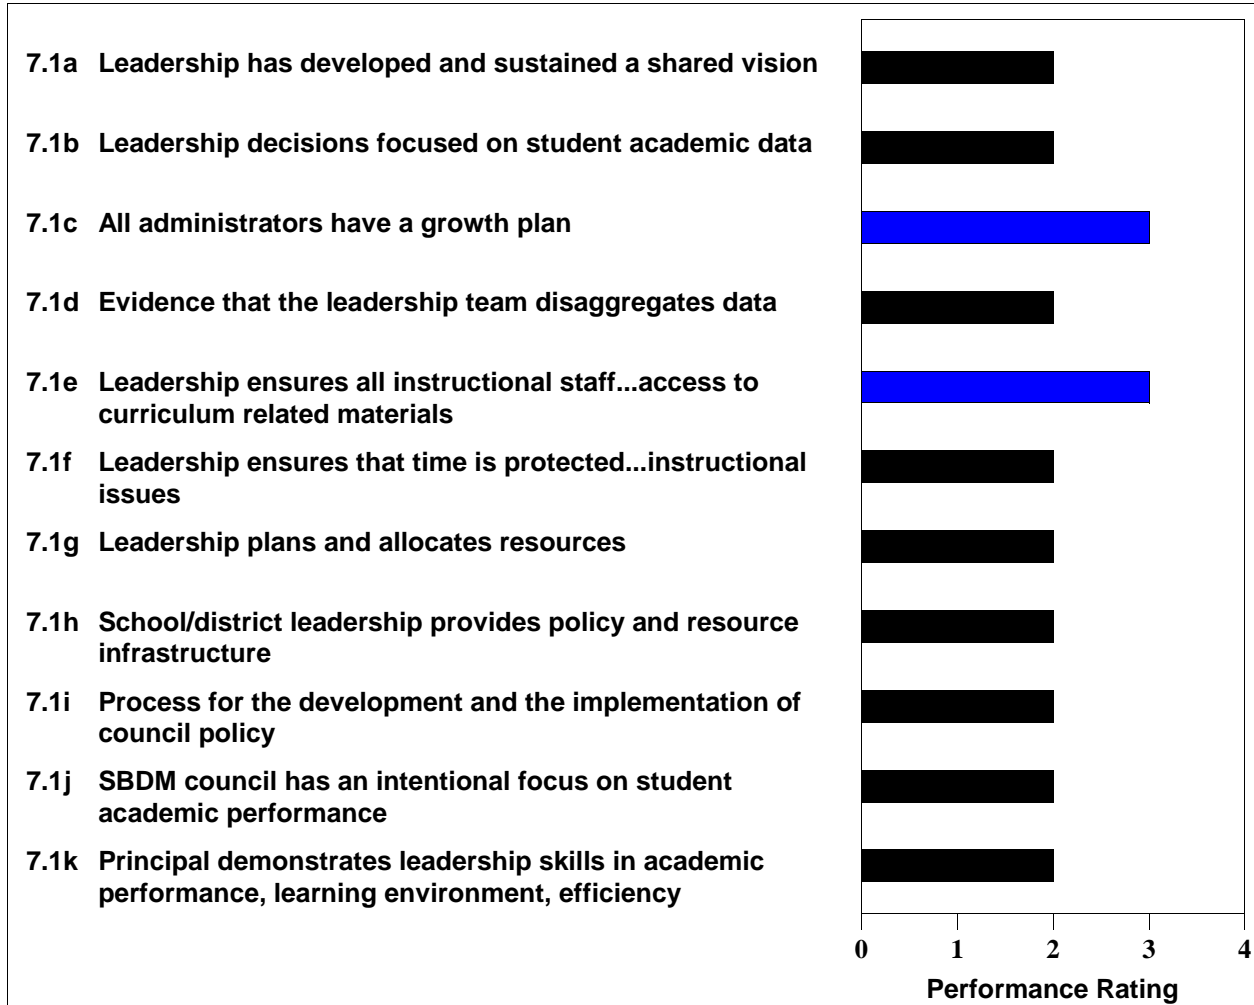 7.1a Leadership has developed and sustained a shared vision
7.1b Leadership decisions focused on student academic data
7.1c All administrators have a growth plan
7.1d Evidence that the leadership team disaggregates data
7.1e Leadership ensures all instructional staff...access to
curriculum related materials
7.1f Leadership ensures that time is protected...instructional
issues
7.1g Leadership plans and allocates resources
7.1h School/district leadership provides policy and resource
infrastructure
7.1i Process for the development and the implementation of
council policy
7.1j SBDM council has an intentional focus on student
academic performance
7.1k Principal demonstrates leadership skills in academic
performance, learning environment, efficiency
0 1 2 3 4
Performance Rating